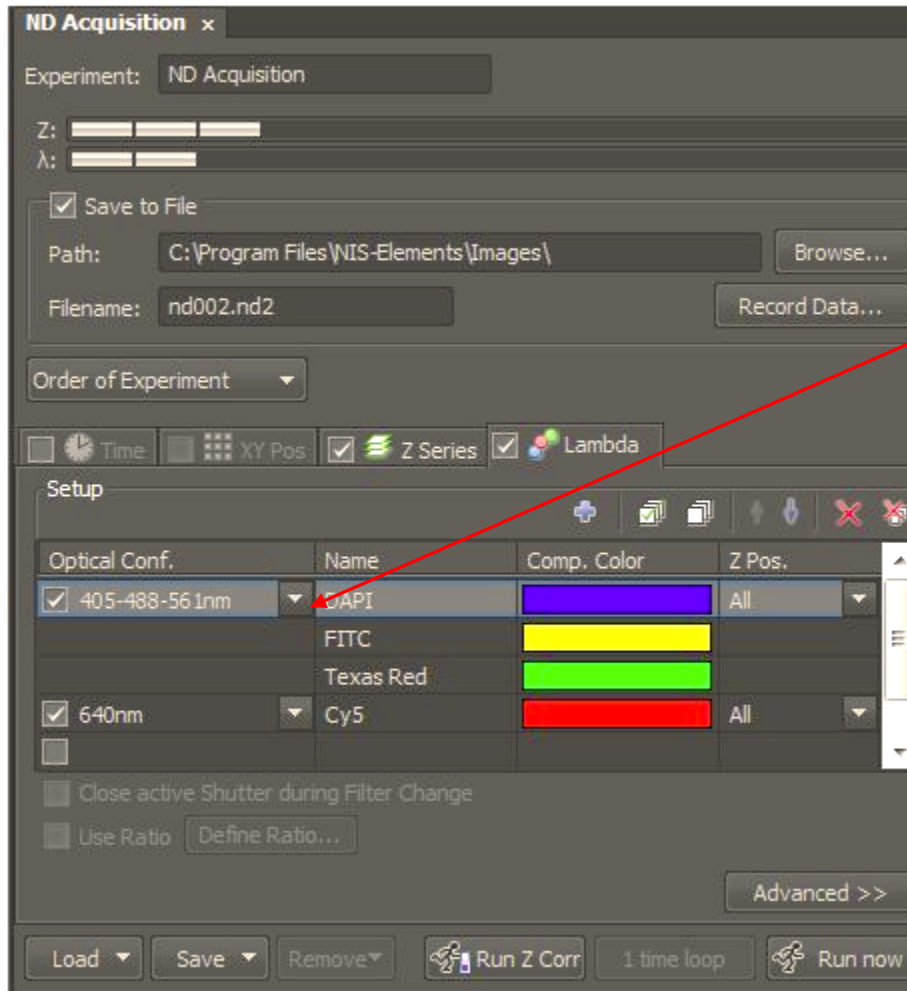 ND Acquisition x
Experiment: ND Acquisition
Z:
λ:
Save to File
Path: C:\Program Files\NIS-Elements\Images\ Browse...
Filename: nd002.nd2 Record Data...
Order of Experiment
Time XY Pos Z Series Lambda
Setup
Optical Conf. Name Comp. Color Z Pos.
405-488-561nm DAPI All
FITC
Texas Red
640nm Cy5 All
Close active Shutter during Filter Change
Use Ratio Define Ratio...
Advanced >>
Load Save Remove Run Z Corr 1 time loop Run now